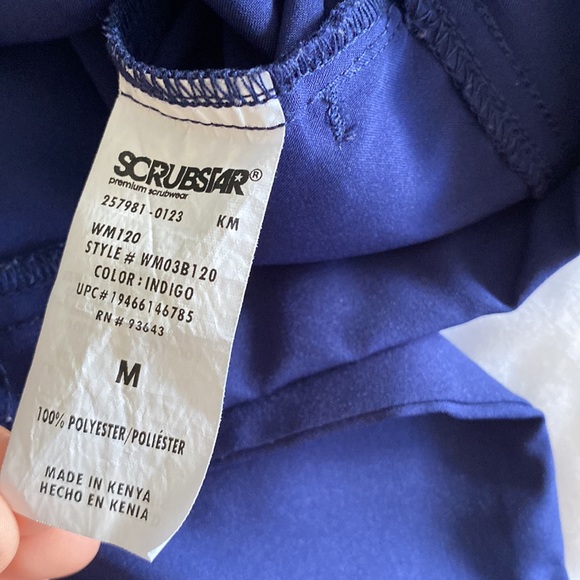 SCRUBSTAR®
premium scrubwear
257981-0123 KM
WM120
STYLE # WM03B120
COLOR: INDIGO
UPC# 19466146785
RN # 93643
M
100% POLYESTER/POLIÉSTER
MADE IN KENYA
HECHO EN KENIA